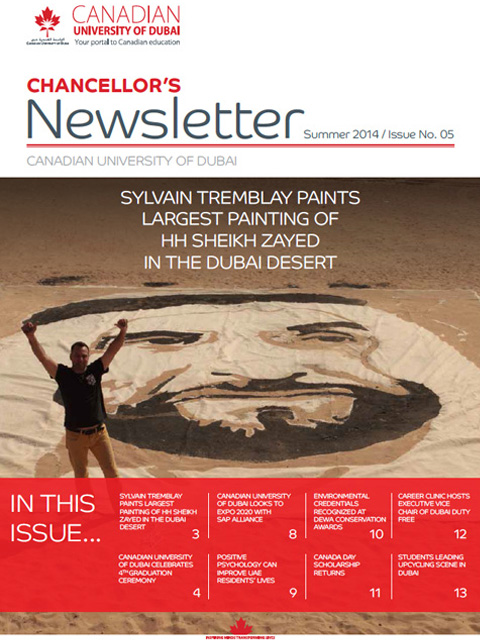 CANADIAN
UNIVERSITY OF DUBAI
Your portal to Canadian education
CHANCELLOR'S
Newsletter
Summer 2014 / Issue No. 05
CANADIAN UNIVERSITY OF DUBAI
SYLVAIN TREMBLAY PAINTS
LARGEST PAINTING OF
HH SHEIKH ZAYED
IN THE DUBAI DESERT
IN THIS
ISSUE...
SYLVAIN TREMBLAY
PAINTS LARGEST
PAINTING OF HH SHEIKH
ZAYED IN THE DUBAI
DESERT
3
CANADIAN UNIVERSITY
OF DUBAI LOOKS TO
EXPO 2020 WITH
SAP ALLIANCE
8
ENVIRONMENTAL
CREDENTIALS
RECOGNIZED AT
DEWA CONSERVATION
AWARDS
10
CAREER CLINIC HOSTS
EXECUTIVE VICE
CHAIR OF DUBAI DUTY
FREE
12
CANADIAN UNIVERSITY
OF DUBAI CELEBRATES
4TH GRADUATION
CEREMONY
4
POSITIVE
PSYCHOLOGY CAN
IMPROVE UAE
RESIDENTS' LIVES
9
CANADA DAY
SCHOLARSHIP
RETURNS
11
STUDENTS LEADING
UPCYCLING SCENE IN
DUBAI
13